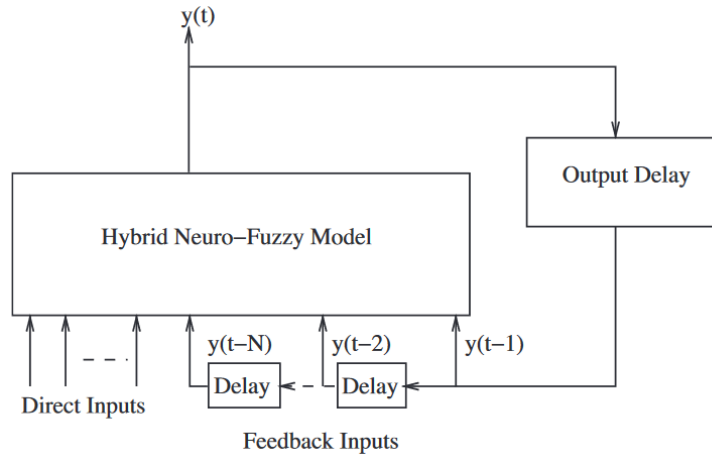 y(t)
Output Delay
Hybrid Neuro–Fuzzy Model
y(t–N) y(t–2) y(t–1)
Delay Delay
Direct Inputs
Feedback Inputs